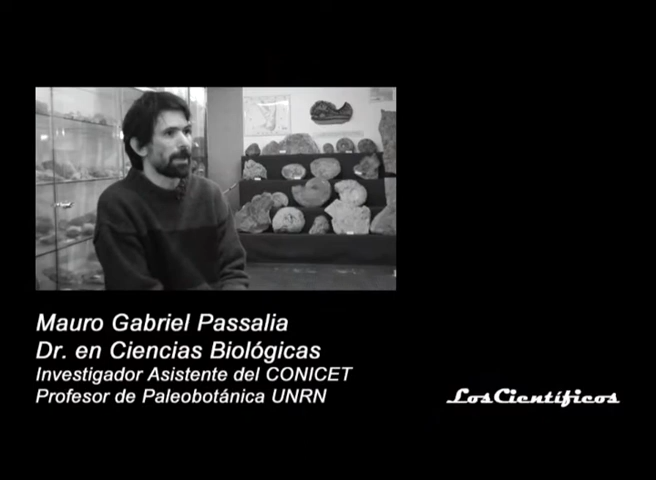 Mauro Gabriel Passalia
Dr. en Ciencias Biológicas
Investigador Asistente del CONICET
Profesor de Paleobotánica UNRN
LosCientíficos